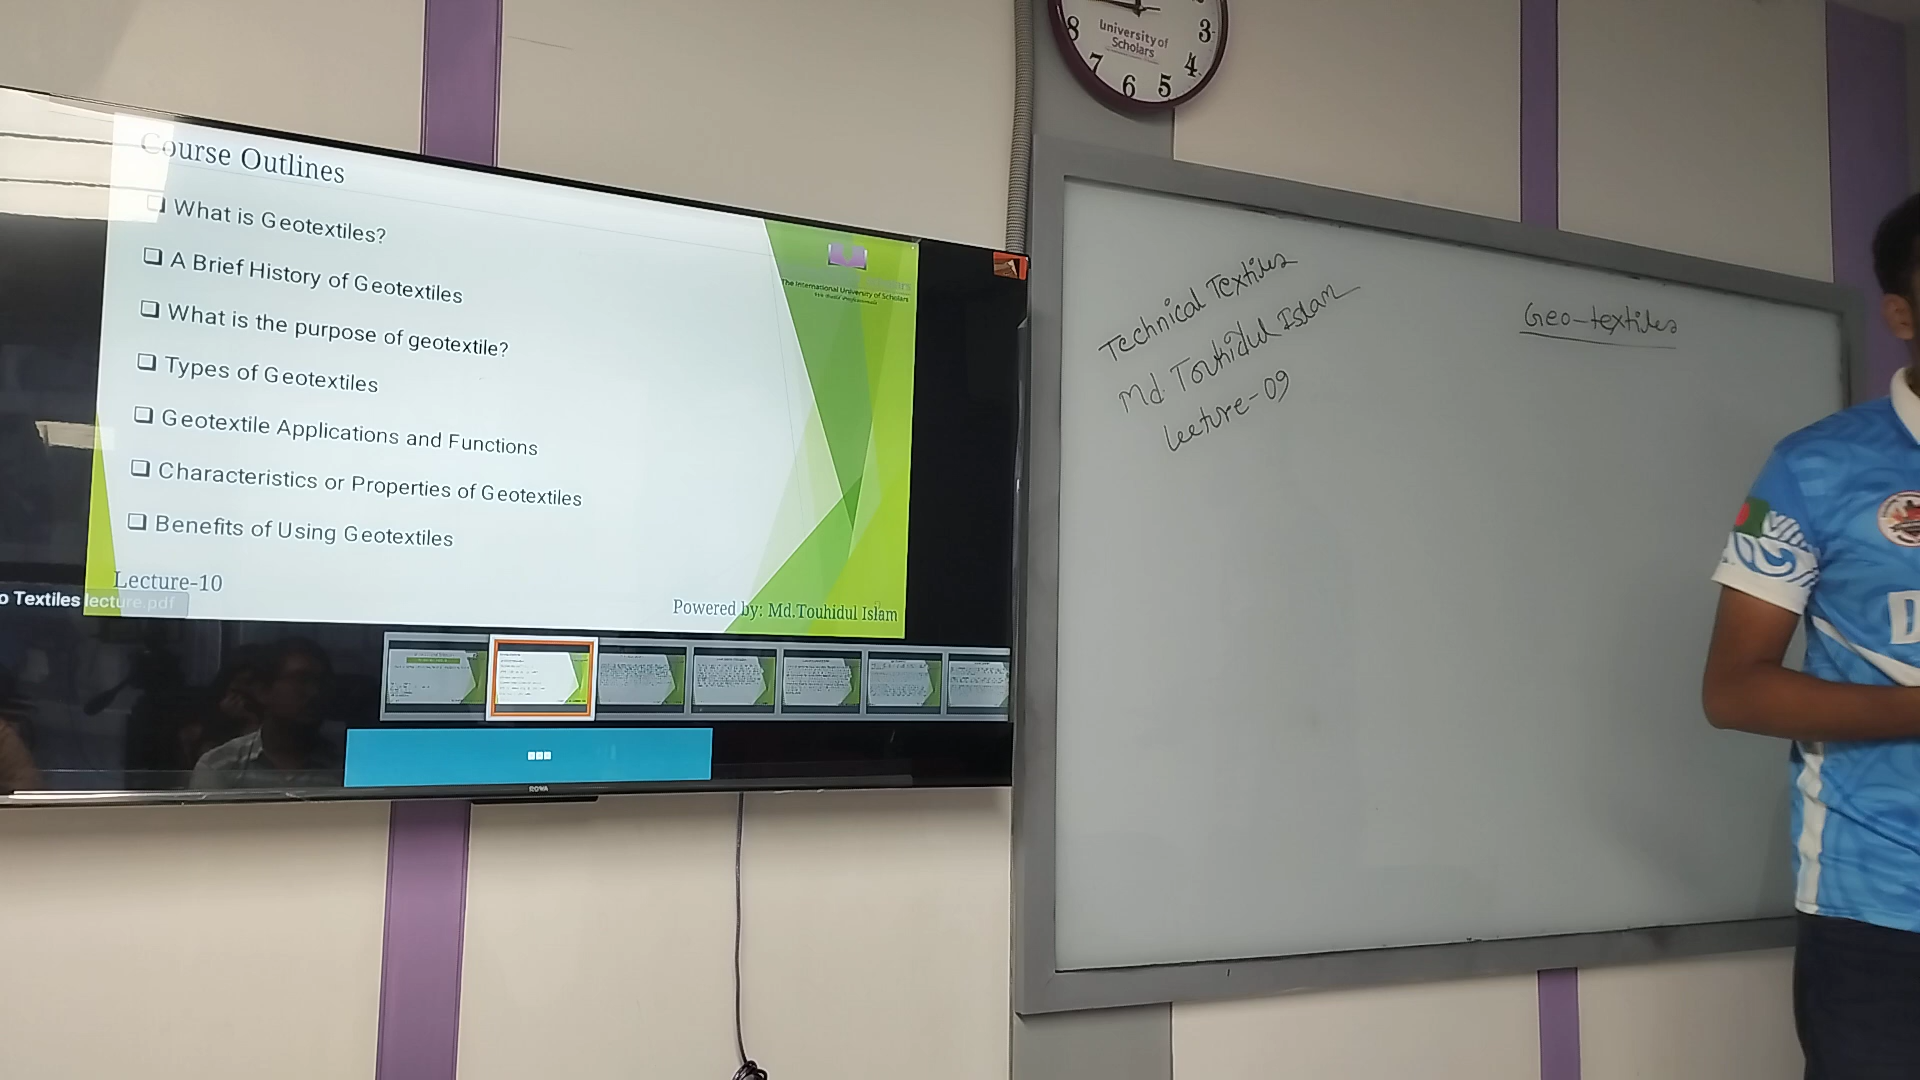 Course Outlines
❑ What is Geotextiles?
❑ A Brief History of Geotextiles
❑ What is the purpose of geotextile?
❑ Types of Geotextiles
❑ Geotextile Applications and Functions
❑ Characteristics or Properties of Geotextiles
❑ Benefits of Using Geotextiles
Lecture-10
Powered by: Md.Touhidul Islam
The International University of Scholars
o Textiles lecture.pdf
ROWA
8 3
university of
Scholars
7 6 5 4
Technical Textiles
Md. Touhidul Islam
Lecture-09
Geo-textiles
D